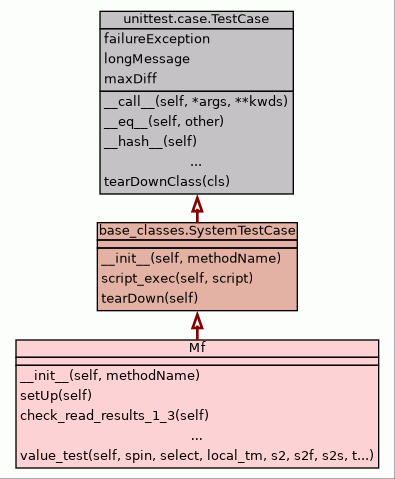 unittest.case.TestCase
failureException
longMessage
maxDiff
__call__(self, *args, **kwds)
__eq__(self, other)
__hash__(self)
...
tearDownClass(cls)
base_classes.SystemTestCase
__init__(self, methodName)
script_exec(self, script)
tearDown(self)
Mf
__init__(self, methodName)
setUp(self)
check_read_results_1_3(self)
...
value_test(self, spin, select, local_tm, s2, s2f, s2s, t...)